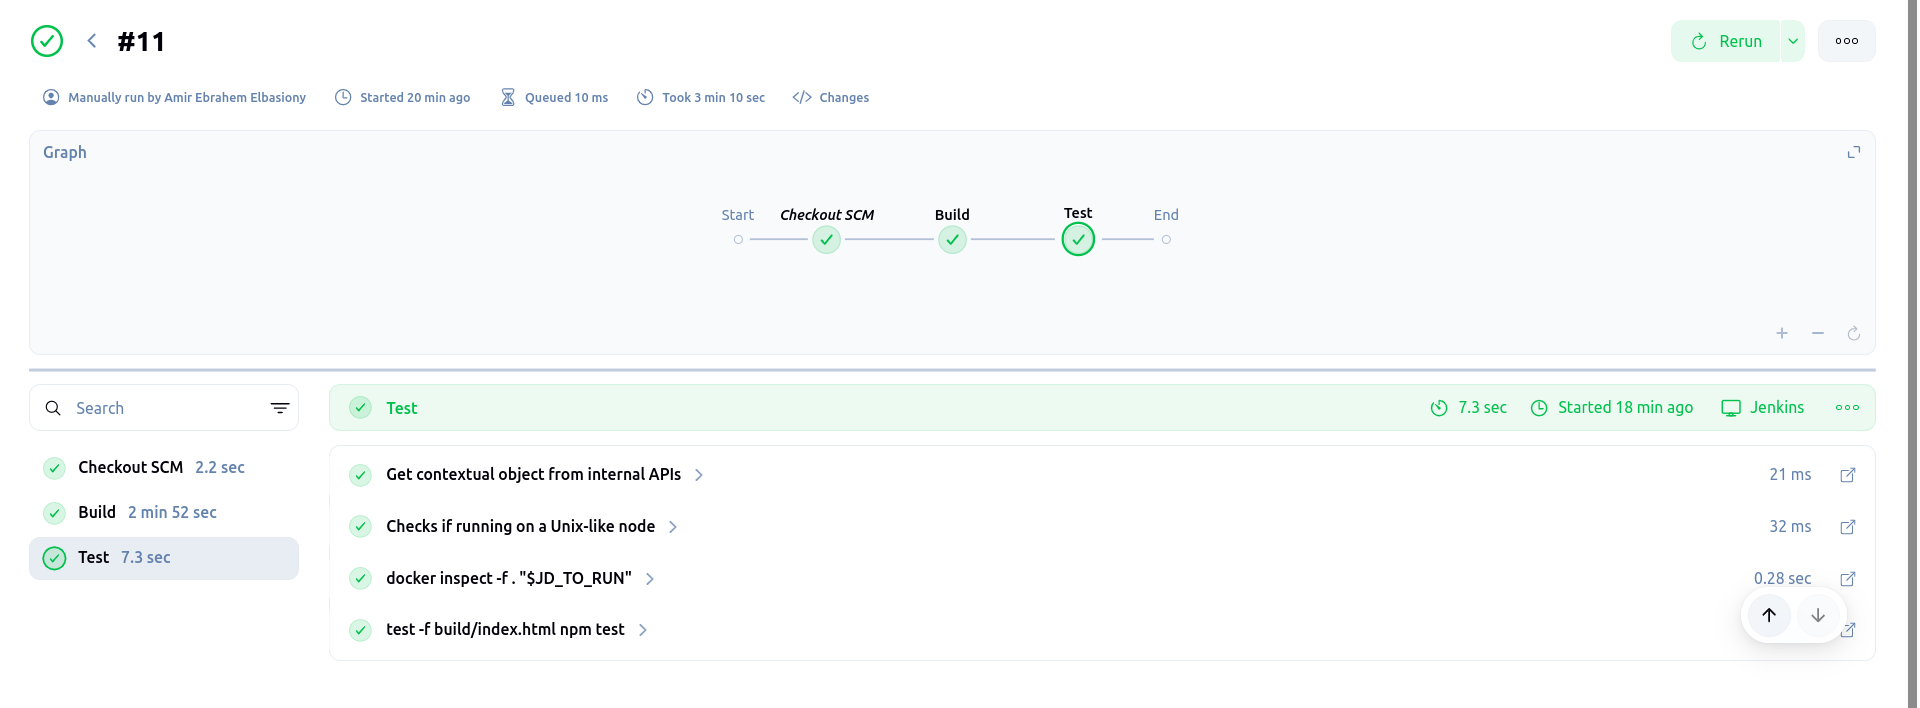 #11
Rerun
Manually run by Amir Ebrahem Elbasiony Started 20 min ago Queued 10 ms Took 3 min 10 sec Changes
Graph
Start Checkout SCM Build Test End
Search
Test 7.3 sec Started 18 min ago Jenkins
Checkout SCM 2.2 sec
Build 2 min 52 sec
Test 7.3 sec
Get contextual object from internal APIs 21 ms
Checks if running on a Unix-like node 32 ms
docker inspect -f . "$JD_TO_RUN" 0.28 sec
test -f build/index.html npm test